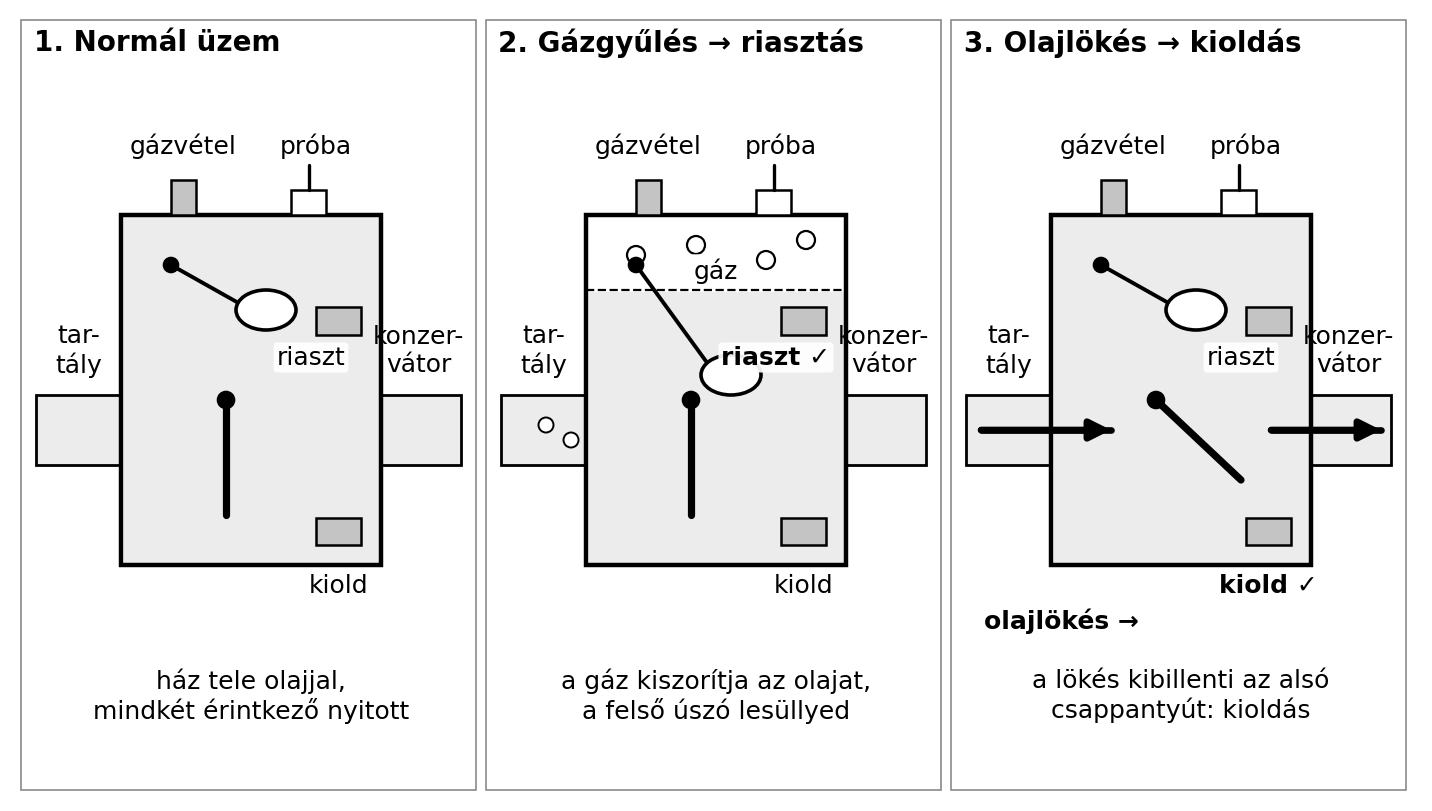 1. Normál üzem
gázvétel
próba
tar-
tály
konzer-
vátor
riaszt
kiold
ház tele olajjal,
mindkét érintkező nyitott
2. Gázgyűlés → riasztás
gázvétel
próba
gáz
tar-
tály
konzer-
vátor
riaszt ✓
kiold
a gáz kiszorítja az olajat,
a felső úszó lesüllyed
3. Olajlökés → kioldás
gázvétel
próba
tar-
tály
konzer-
vátor
riaszt
kiold ✓
olajlökés →
a lökés kibillenti az alsó
csappantyút: kioldás